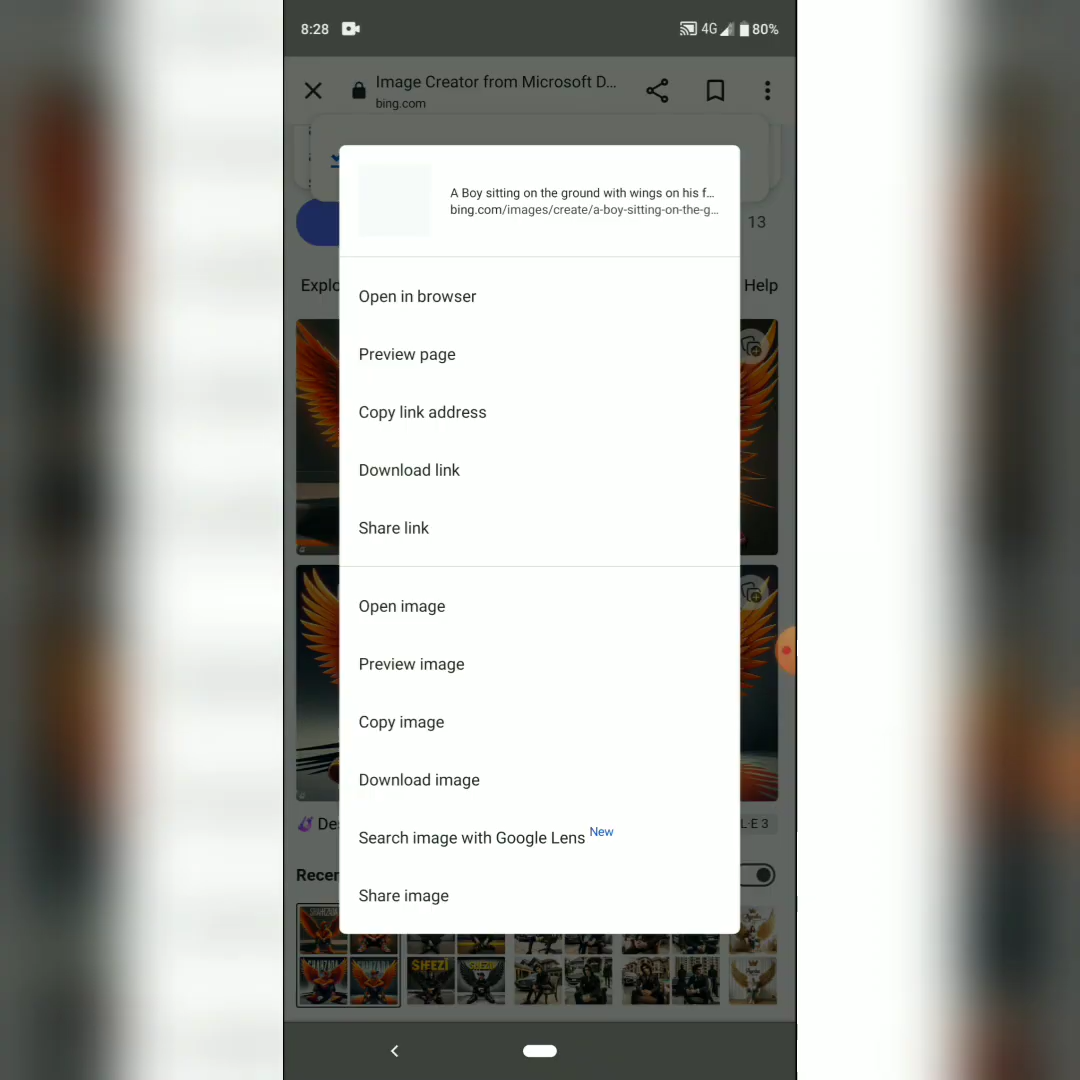 8:28
4G
80%
Image Creator from Microsoft D...
bing.com
A Boy sitting on the ground with wings on his f...
bing.com/images/create/a-boy-sitting-on-the-g...
13
Help
Open in browser
Preview page
Copy link address
Download link
Share link
Open image
Preview image
Copy image
Download image
Search image with Google Lens New
Share image
SHEEZI